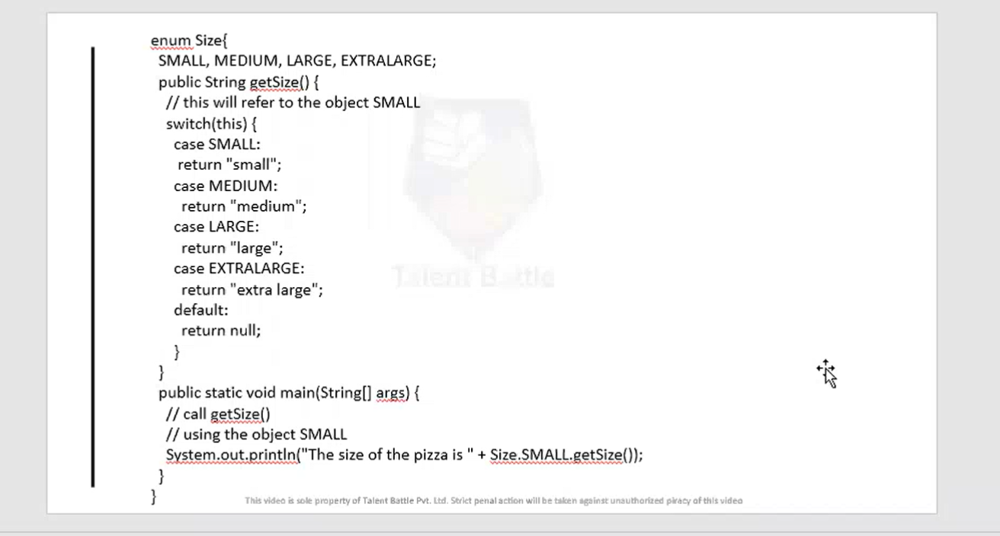 enum Size{
SMALL, MEDIUM, LARGE, EXTRALARGE;
public String getSize() {
// this will refer to the object SMALL
switch(this) {
case SMALL:
return "small";
case MEDIUM:
return "medium";
case LARGE:
return "large";
case EXTRALARGE:
return "extra large";
default:
return null;
}
}
public static void main(String[] args) {
// call getSize()
// using the object SMALL
System.out.println("The size of the pizza is " + Size.SMALL.getSize());
}
}
This video is sole property of Talent Battle Pvt. Ltd. Strict penal action will be taken against unauthorized piracy of this video
Talent Battle